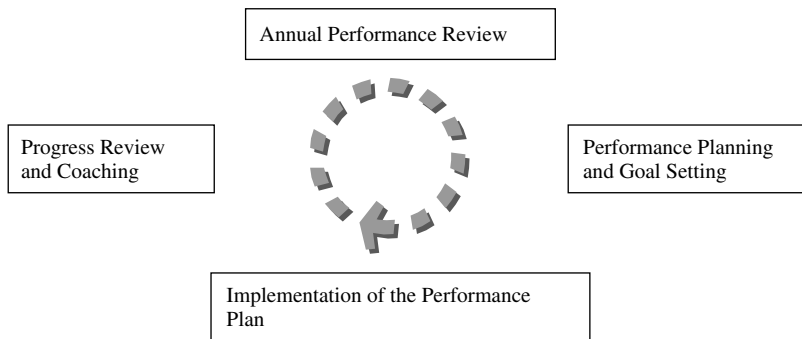 Annual Performance Review
Progress Review
and Coaching
Performance Planning
and Goal Setting
Implementation of the Performance
Plan